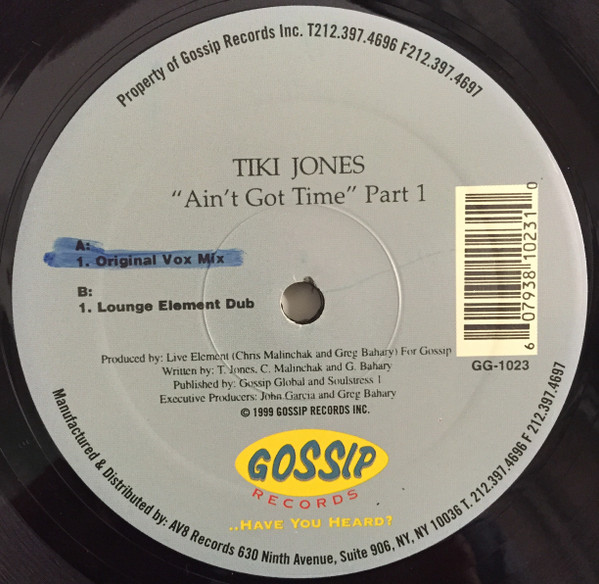 Property of Gossip Records Inc. T212.397.4696 F212.397.4697
TIKI JONES
“Ain't Got Time” Part 1
A:
1. Original Vox Mix
B:
1. Lounge Element Dub
6 07938 10231 0
GG-1023
Produced by: Live Element (Chris Malinchak and Greg Bahary) For Gossip
Written by: T. Jones, C. Malinchak and G. Bahary
Published by: Gossip Global and Soulstress 1
Executive Producers: John Garcia and Greg Bahary
© 1999 GOSSIP RECORDS INC.
GOSSIP
RECORDS
..HAVE YOU HEARD?
Manufactured & Distributed by: AV8 Records 630 Ninth Avenue, Suite 906, NY, NY 10036 T. 212.397.4696 F 212.397.4697